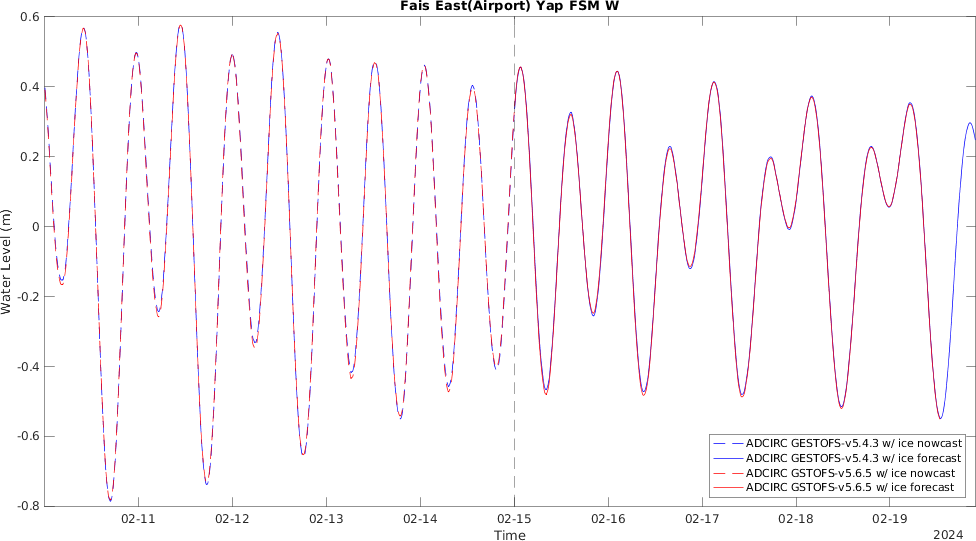 Fais East(Airport) Yap FSM W
0.6
0.4
0.2
0
-0.2
-0.4
-0.6
-0.8
Water Level (m)
02-11
02-12
02-13
02-14
02-15
02-16
02-17
02-18
02-19
Time
2024
ADCIRC GESTOFS-v5.4.3 w/ ice nowcast
ADCIRC GESTOFS-v5.4.3 w/ ice forecast
ADCIRC GSTOFS-v5.6.5 w/ ice nowcast
ADCIRC GSTOFS-v5.6.5 w/ ice forecast